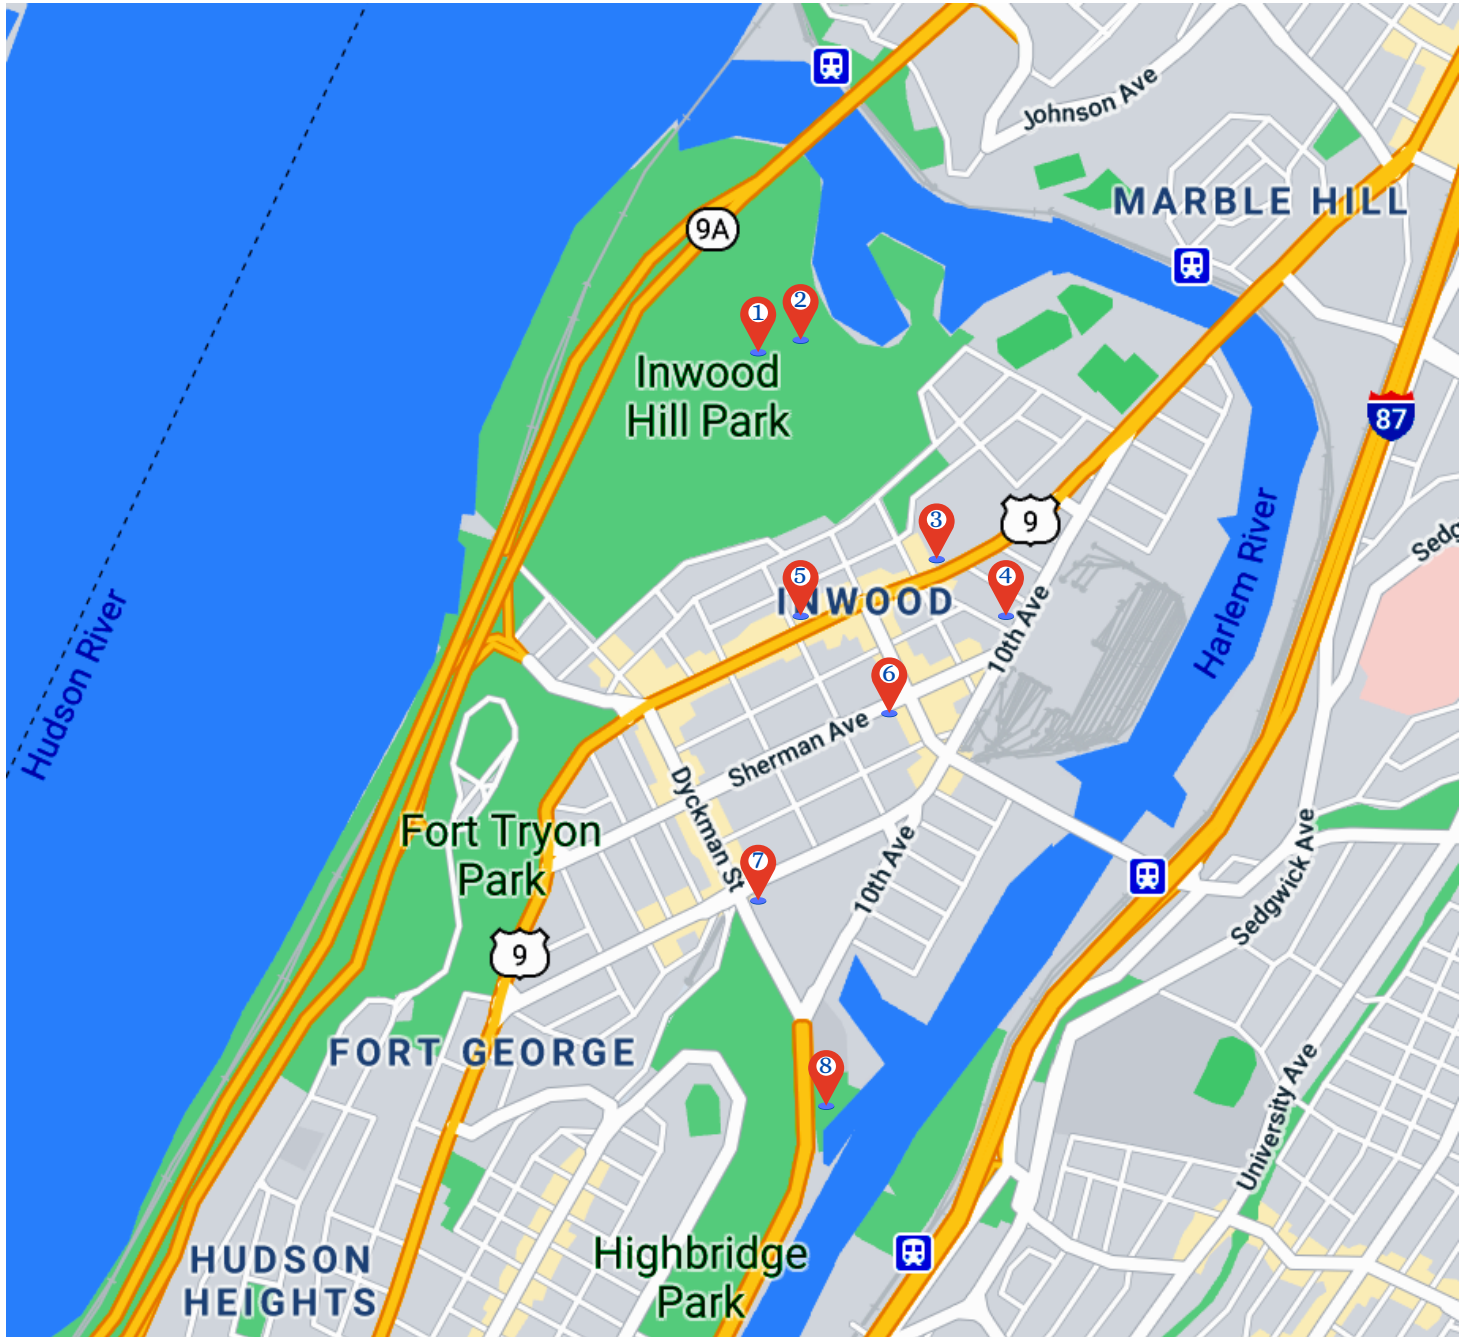 Johnson Ave
MARBLE HILL
9A
1
2
Inwood
Hill Park
87
3
9
Sedg
5
INWOOD
4
10th Ave
Harlem River
Hudson River
6
Sherman Ave
Dyckman St
Fort Tryon
Park
7
10th Ave
Sedgwick Ave
9
FORT GEORGE
8
University Ave
HUDSON
HEIGHTS
Highbridge
Park